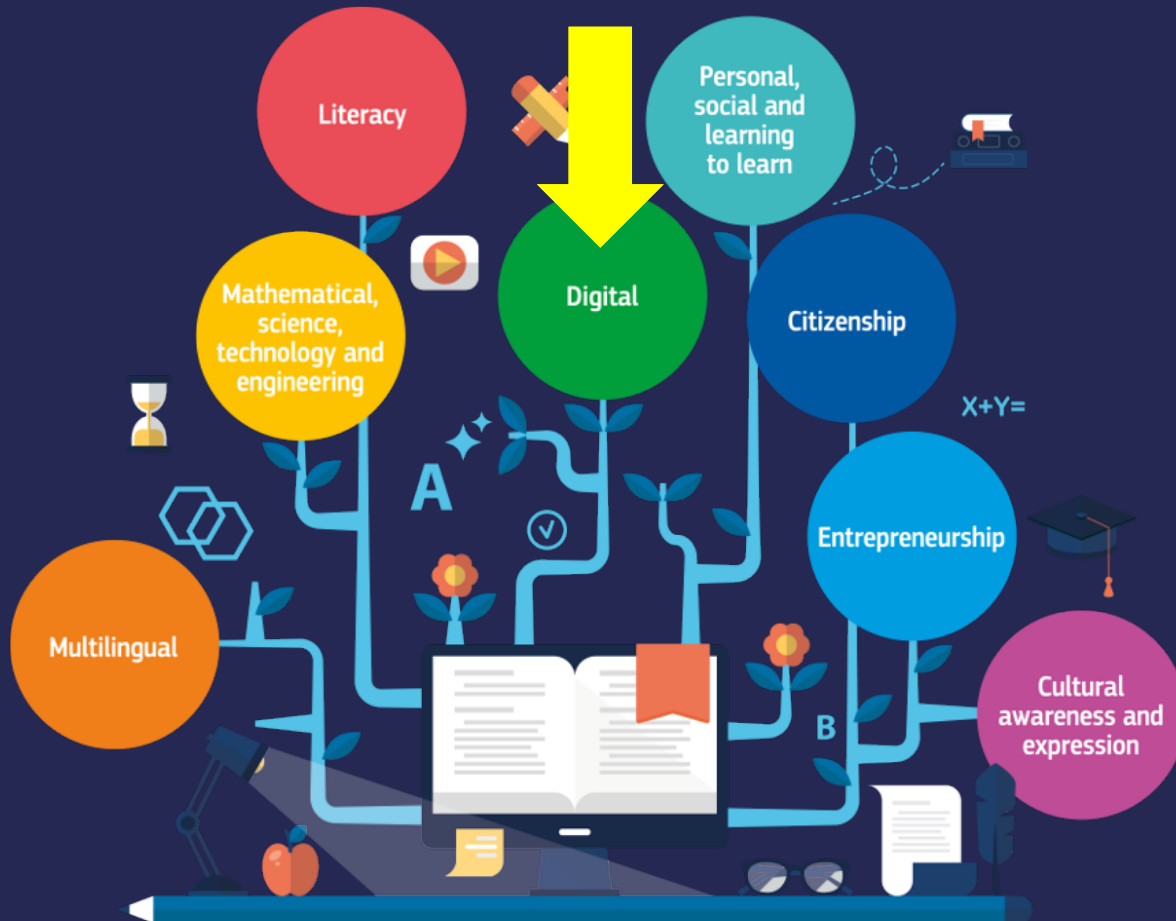 Literacy
Personal,
social and
learning
to learn
Mathematical,
science,
technology and
engineering
Digital
Citizenship
X+Y=
A
Entrepreneurship
Multilingual
B
Cultural
awareness and
expression